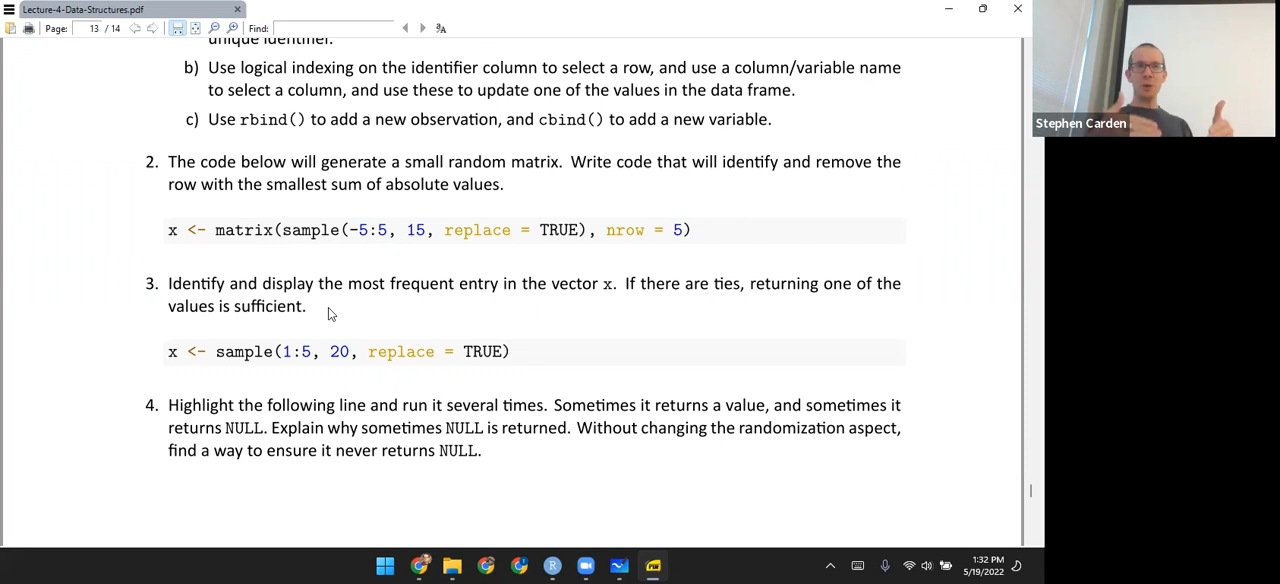 Lecture-4-Data-Structures.pdf
Page: 13 / 14 Find:
unique identifier.
b) Use logical indexing on the identifier column to select a row, and use a column/variable name
to select a column, and use these to update one of the values in the data frame.
c) Use rbind() to add a new observation, and cbind() to add a new variable.
2. The code below will generate a small random matrix. Write code that will identify and remove the
row with the smallest sum of absolute values.
x <- matrix(sample(-5:5, 15, replace = TRUE), nrow = 5)
3. Identify and display the most frequent entry in the vector x. If there are ties, returning one of the
values is sufficient.
x <- sample(1:5, 20, replace = TRUE)
4. Highlight the following line and run it several times. Sometimes it returns a value, and sometimes it
returns NULL. Explain why sometimes NULL is returned. Without changing the randomization aspect,
find a way to ensure it never returns NULL.
Stephen Carden
1:32 PM
5/19/2022